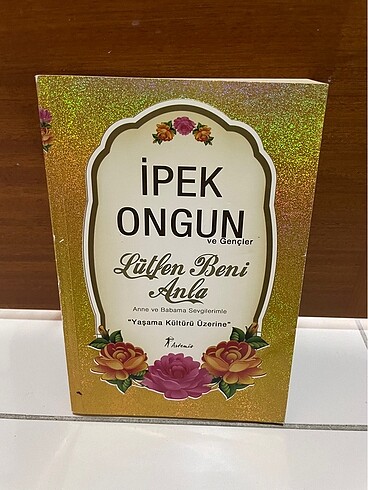 İPEK
ONGUN
ve Gençler
Lütfen Beni
Anla
Anne ve Babama Sevgilerimle
"Yaşama Kültürü Üzerine"
Artemis